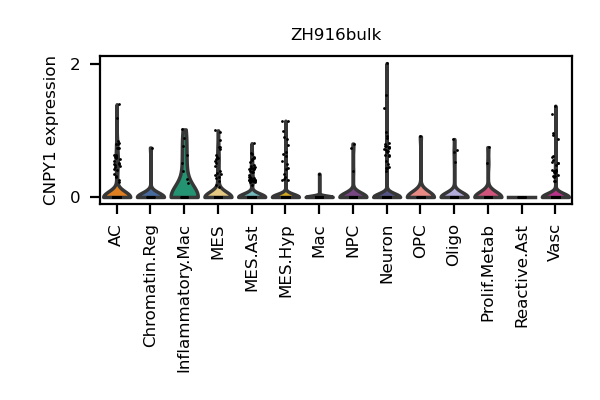 ZH916bulk
CNPY1 expression
2
0
AC
Chromatin.Reg
Inflammatory.Mac
MES
MES.Ast
MES.Hyp
Mac
NPC
Neuron
OPC
Oligo
Prolif.Metab
Reactive.Ast
Vasc